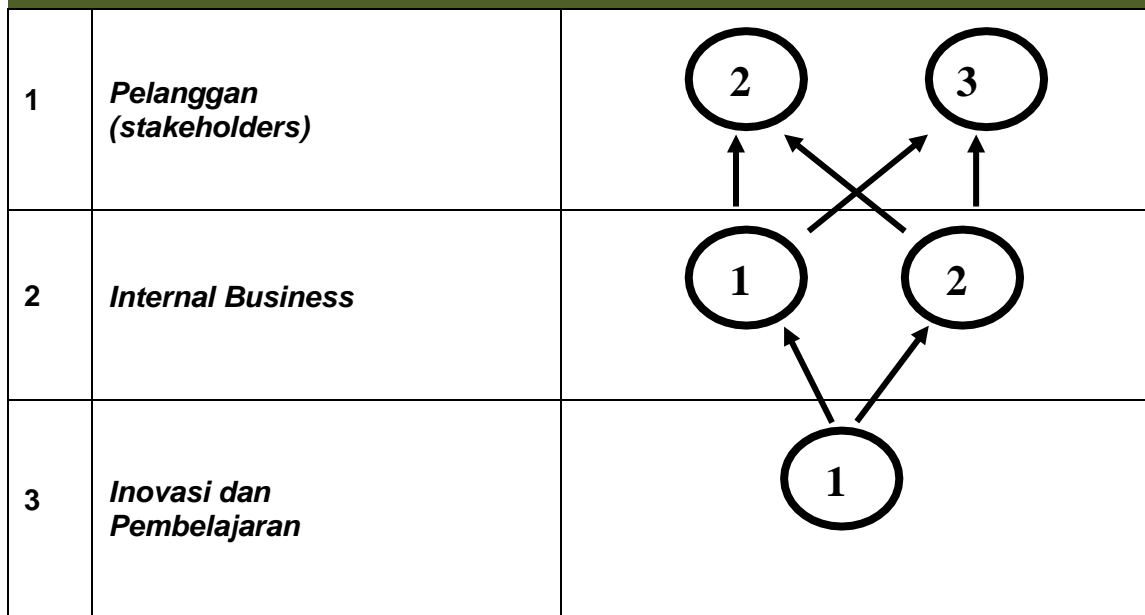 1
Pelanggan
(stakeholders)
2 3
2
Internal Business
1 2
3
Inovasi dan
Pembelajaran
1